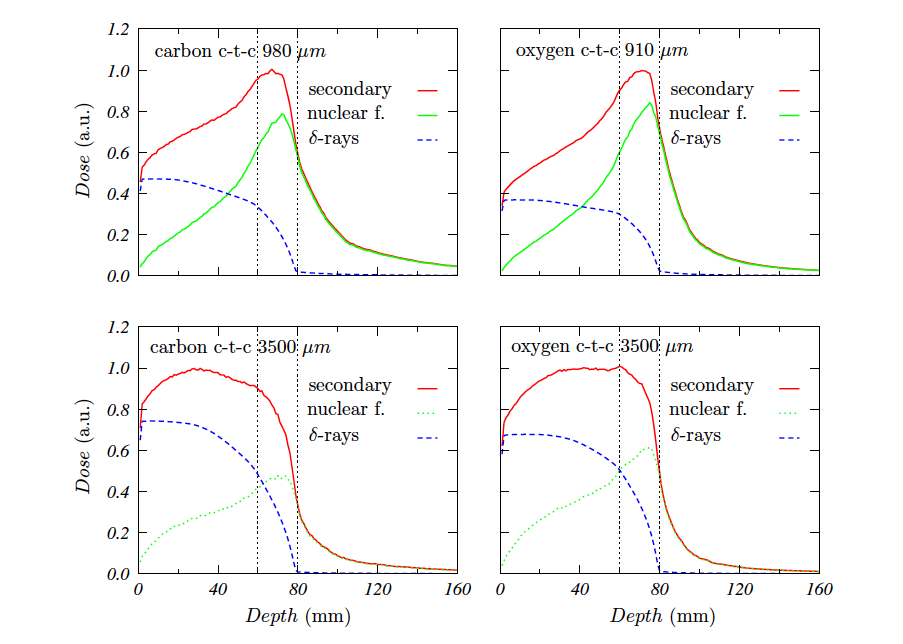 1.2
carbon c-t-c 980 µm
1.0
secondary
0.8
nuclear f.
δ-rays
0.6
0.4
0.2
0.0
Dose (a.u.)
oxygen c-t-c 910 µm
secondary
nuclear f.
δ-rays
1.2
carbon c-t-c 3500 µm
1.0
secondary
0.8
nuclear f.
δ-rays
0.6
0.4
0.2
0.0
Dose (a.u.)
0 40 80 120 160
Depth (mm)
oxygen c-t-c 3500 µm
secondary
nuclear f.
δ-rays
0 40 80 120 160
Depth (mm)